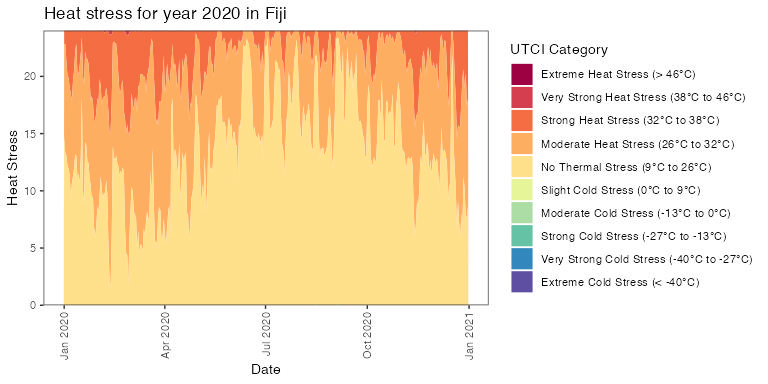 Heat stress for year 2020 in Fiji
Heat Stress
20
15
10
5
0
Jan 2020
Apr 2020
Jul 2020
Oct 2020
Jan 2021
Date
UTCI Category
Extreme Heat Stress (> 46°C)
Very Strong Heat Stress (38°C to 46°C)
Strong Heat Stress (32°C to 38°C)
Moderate Heat Stress (26°C to 32°C)
No Thermal Stress (9°C to 26°C)
Slight Cold Stress (0°C to 9°C)
Moderate Cold Stress (-13°C to 0°C)
Strong Cold Stress (-27°C to -13°C)
Very Strong Cold Stress (-40°C to -27°C)
Extreme Cold Stress (< -40°C)